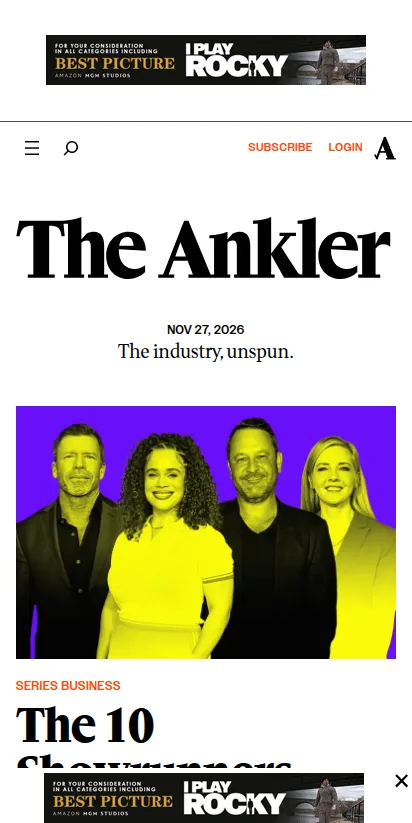 FOR YOUR CONSIDERATION
IN ALL CATEGORIES INCLUDING
BEST PICTURE
AMAZON MGM STUDIOS
I PLAY
ROCKY
SUBSCRIBE
LOGIN
A
The Ankler
NOV 27, 2026
The industry, unspun.
SERIES BUSINESS
The 10
Showrunners
FOR YOUR CONSIDERATION
IN ALL CATEGORIES INCLUDING
BEST PICTURE
AMAZON MGM STUDIOS
I PLAY
ROCKY